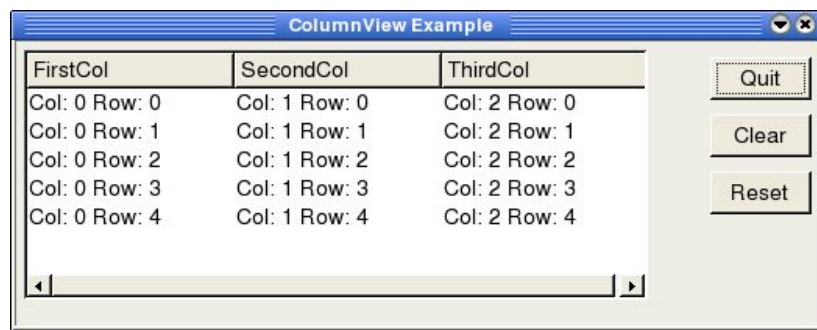 ColumnView Example
FirstCol SecondCol ThirdCol
Col: 0 Row: 0 Col: 1 Row: 0 Col: 2 Row: 0
Col: 0 Row: 1 Col: 1 Row: 1 Col: 2 Row: 1
Col: 0 Row: 2 Col: 1 Row: 2 Col: 2 Row: 2
Col: 0 Row: 3 Col: 1 Row: 3 Col: 2 Row: 3
Col: 0 Row: 4 Col: 1 Row: 4 Col: 2 Row: 4
Quit
Clear
Reset